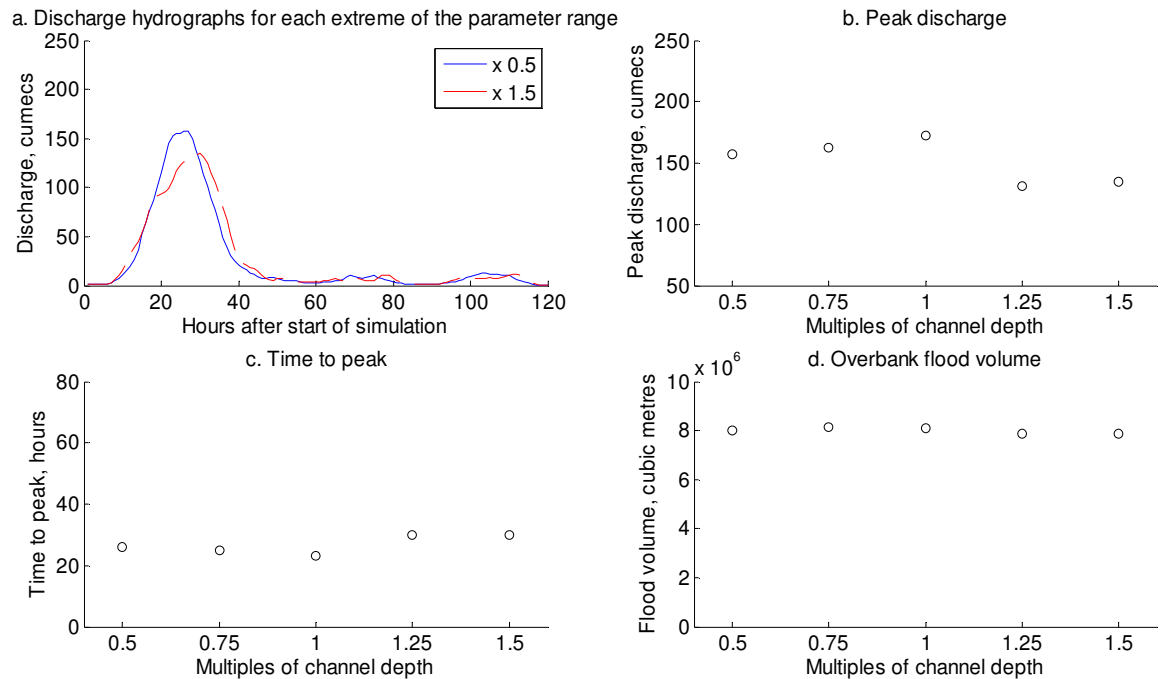 a. Discharge hydrographs for each extreme of the parameter range
250
200
150
100
50
0
Discharge, cumecs
x 0.5
x 1.5
0 20 40 60 80 100 120
Hours after start of simulation
b. Peak discharge
250
200
150
100
50
Peak discharge, cumecs
0.5 0.75 1 1.25 1.5
Multiples of channel depth
c. Time to peak
80
60
40
20
0
Time to peak, hours
0.5 0.75 1 1.25 1.5
Multiples of channel depth
d. Overbank flood volume
x 10^6
10
8
6
4
2
0
Flood volume, cubic metres
0.5 0.75 1 1.25 1.5
Multiples of channel depth